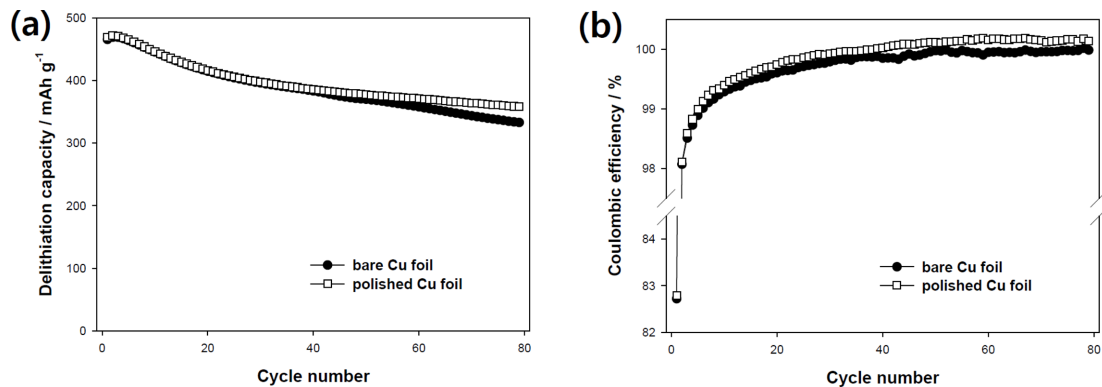 (a)
500
400
300
200
100
0
Delithiation capacity / mAh g⁻¹
bare Cu foil
polished Cu foil
0 20 40 60 80
Cycle number
(b)
100
99
98
84
83
82
Coulombic efficiency / %
bare Cu foil
polished Cu foil
0 20 40 60 80
Cycle number